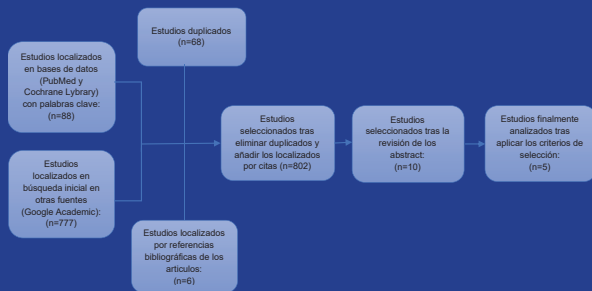 Estudios duplicados
(n=68)
Estudios localizados
en bases de datos
(PubMed y
Cochrane Lybrary)
con palabras clave:
(n=88)
Estudios
localizados en
búsqueda inicial en
otras fuentes
(Google Academic):
(n=777)
Estudios localizados
por referencias
bibliográficas de los
artículos:
(n=6)
Estudios
seleccionados tras
eliminar duplicados y
añadir los localizados
por citas (n=802)
Estudios
seleccionados tras la
revisión de los
abstract:
(n=10)
Estudios finalmente
analizados tras
aplicar los criterios de
selección:
(n=5)